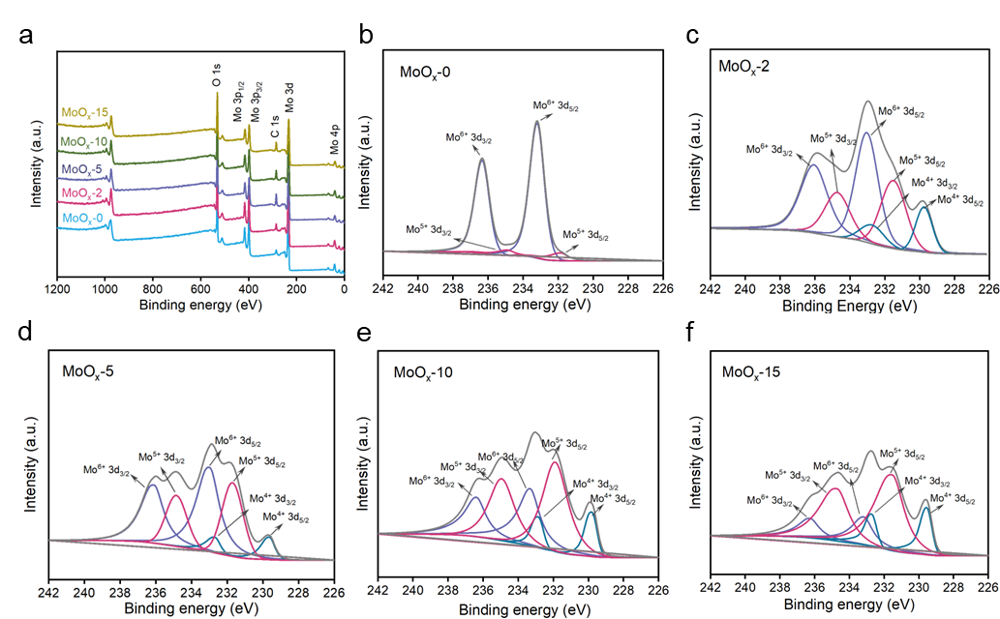 a
O 1s
Mo 3p1/2
Mo 3p3/2
C 1s
Mo 3d
Mo 4p
MoOx-15
MoOx-10
MoOx-5
MoOx-2
MoOx-0
Intensity (a.u.)
1200 1000 800 600 400 200 0
Binding energy (eV)
b
MoOx-0
Mo6+ 3d5/2
Mo6+ 3d3/2
Mo5+ 3d3/2
Mo5+ 3d5/2
Intensity (a.u.)
242 240 238 236 234 232 230 228 226
Binding energy (eV)
c
MoOx-2
Mo6+ 3d5/2
Mo5+ 3d3/2
Mo6+ 3d3/2
Mo5+ 3d5/2
Mo4+ 3d3/2
Mo4+ 3d5/2
Intensity (a.u.)
242 240 238 236 234 232 230 228 226
Binding Energy (eV)
d
MoOx-5
Mo6+ 3d5/2
Mo5+ 3d3/2
Mo5+ 3d5/2
Mo6+ 3d3/2
Mo4+ 3d3/2
Mo4+ 3d5/2
Intensity (a.u.)
242 240 238 236 234 232 230 228 226
Binding energy (eV)
e
MoOx-10
Mo5+ 3d5/2
Mo6+ 3d5/2
Mo5+ 3d3/2
Mo6+ 3d3/2
Mo4+ 3d3/2
Mo4+ 3d5/2
Intensity (a.u.)
242 240 238 236 234 232 230 228 226
Binding energy (eV)
f
MoOx-15
Mo5+ 3d5/2
Mo6+ 3d5/2
Mo5+ 3d3/2
Mo4+ 3d3/2
Mo6+ 3d3/2
Mo4+ 3d5/2
Intensity (a.u.)
242 240 238 236 234 232 230 228 226
Binding energy (eV)